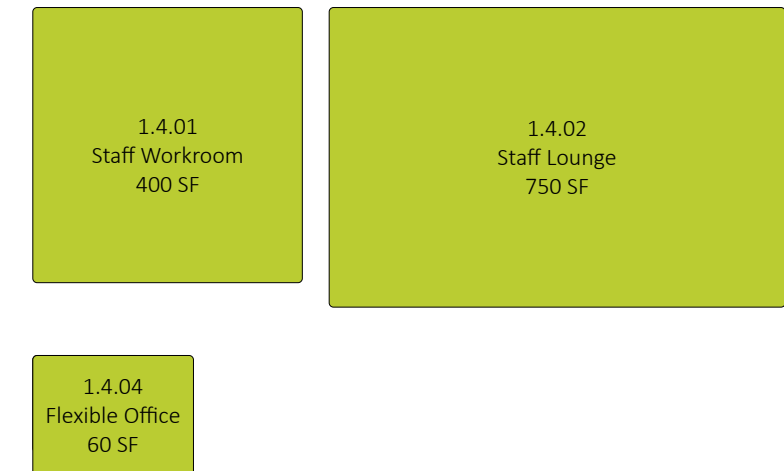 1.4.01
Staff Workroom
400 SF
1.4.02
Staff Lounge
750 SF
1.4.04
Flexible Office
60 SF